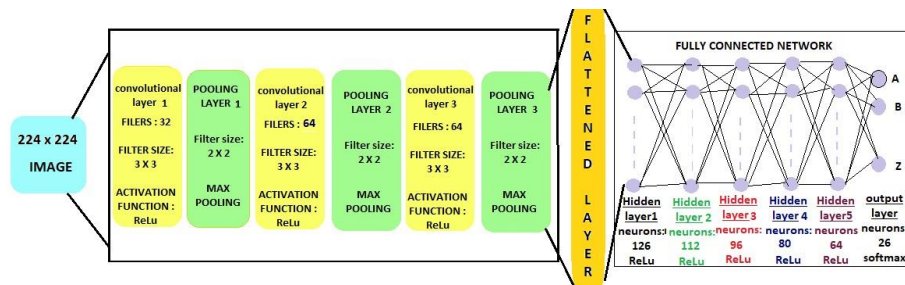 224 x 224
IMAGE
convolutional
layer 1
FILERS : 32
FILTER SIZE:
3 X 3
ACTIVATION
FUNCTION :
ReLu
POOLING
LAYER 1
Filter size:
2 X 2
MAX
POOLING
convolutional
layer 2
FILERS : 64
FILTER SIZE:
3 X 3
ACTIVATION
FUNCTION :
ReLu
POOLING
LAYER 2
Filter size:
2 X 2
MAX
POOLING
convolutional
layer 3
FILERS : 64
FILTER SIZE:
3 X 3
ACTIVATION
FUNCTION :
ReLu
POOLING
LAYER 3
Filter size:
2 X 2
MAX
POOLING
FLATTENED
LAYER
FULLY CONNECTED NETWORK
A
B
Z
Hidden
layer1
neurons:
126
ReLu
Hidden
layer 2
neurons:
112
ReLu
Hidden
layer 3
neurons:
96
ReLu
Hidden
layer 4
neurons:
80
ReLu
Hidden
layer5
neurons:
64
ReLu
output
layer
neurons:
26
softmax